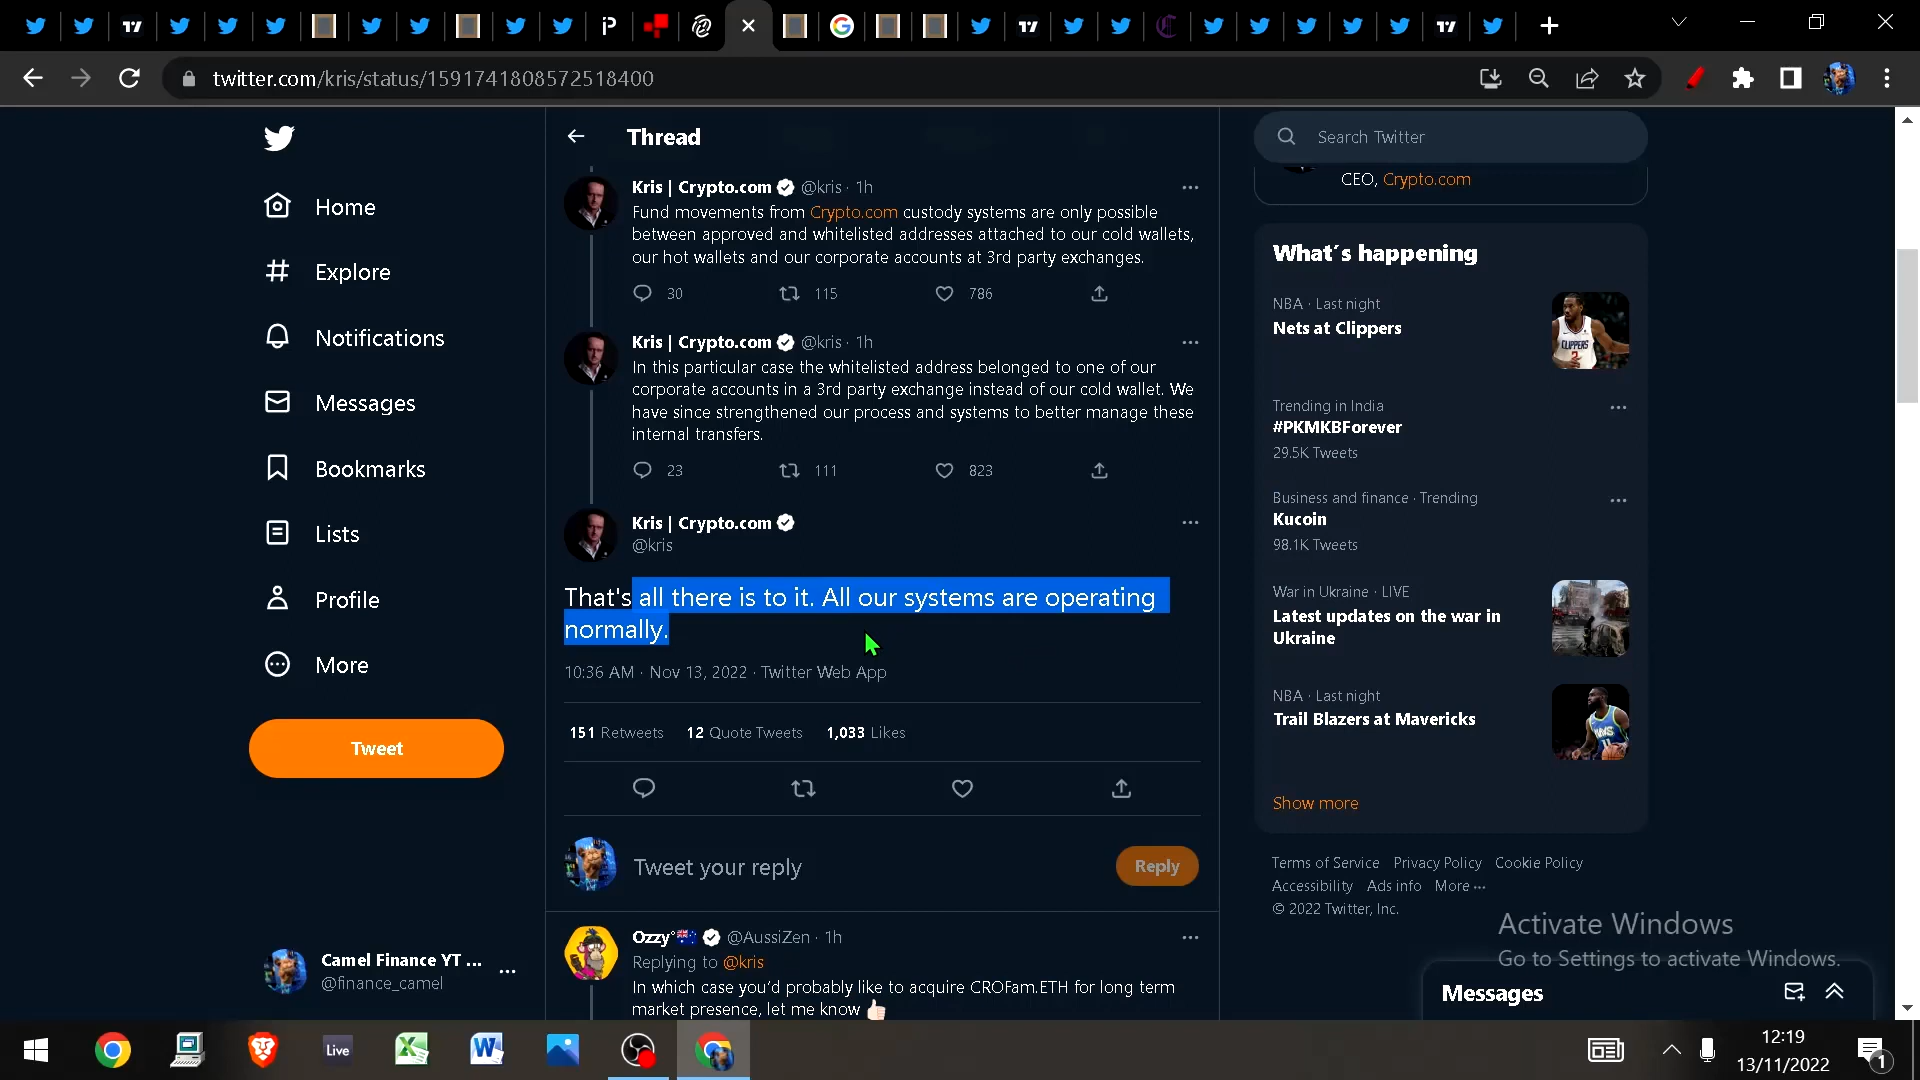 twitter.com/kris/status/1591741808572518400
Home
Explore
Notifications
Messages
Bookmarks
Lists
Profile
More
Tweet
Camel Finance YT ...
@finance_camel
Thread
Kris | Crypto.com @kris · 1h
Fund movements from Crypto.com custody systems are only possible
between approved and whitelisted addresses attached to our cold wallets,
our hot wallets and our corporate accounts at 3rd party exchanges.
30 115 786
Kris | Crypto.com @kris · 1h
In this particular case the whitelisted address belonged to one of our
corporate accounts in a 3rd party exchange instead of our cold wallet. We
have since strengthened our process and systems to better manage these
internal transfers.
23 111 823
Kris | Crypto.com
@kris
That's all there is to it. All our systems are operating
normally.
10:36 AM · Nov 13, 2022 · Twitter Web App
151 Retweets 12 Quote Tweets 1,033 Likes
Tweet your reply
Reply
Ozzy @AussiZen · 1h
Replying to @kris
In which case you'd probably like to acquire CROFam.ETH for long term
market presence, let me know
Search Twitter
CEO, Crypto.com
What's happening
NBA · Last night
Nets at Clippers
Trending in India
#PKMKBForever
29.5K Tweets
Business and finance · Trending
Kucoin
98.1K Tweets
War in Ukraine · LIVE
Latest updates on the war in
Ukraine
NBA · Last night
Trail Blazers at Mavericks
Show more
Terms of Service Privacy Policy Cookie Policy
Accessibility Ads info More ...
© 2022 Twitter, Inc.
Activate Windows
Go to Settings to activate Windows.
Messages
Live
12:19
13/11/2022
1